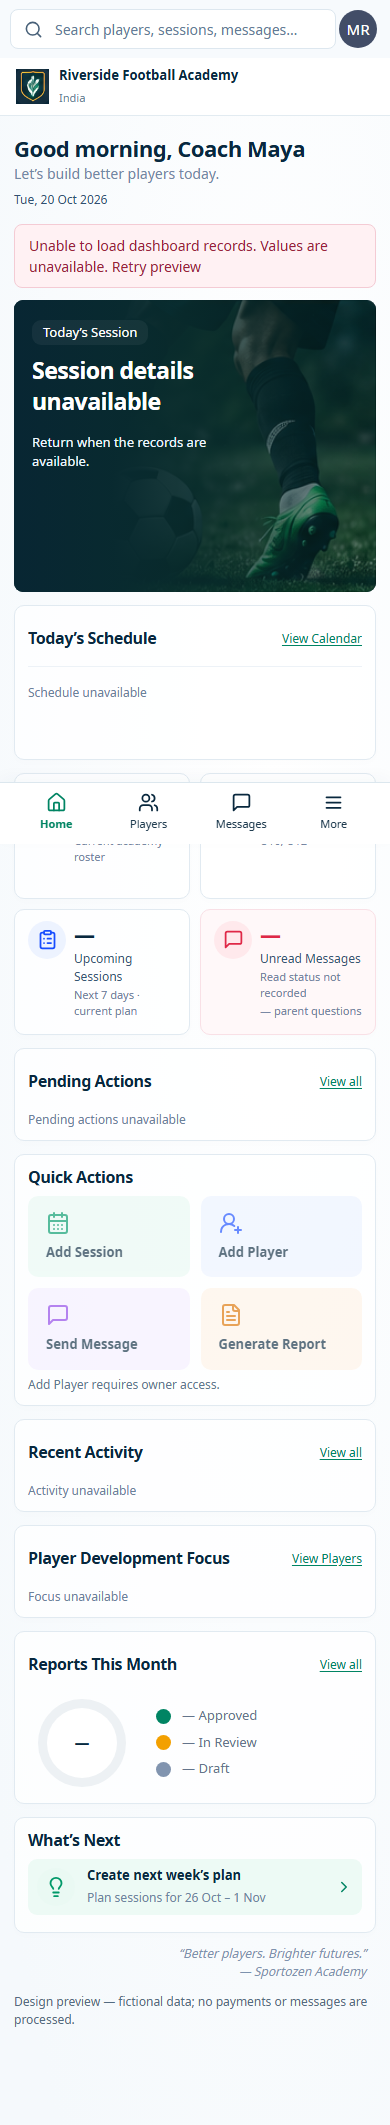 Search players, sessions, messages...
MR
Riverside Football Academy
India
Good morning, Coach Maya
Let's build better players today.
Tue, 20 Oct 2026
Unable to load dashboard records. Values are
unavailable. Retry preview
Today's Session
Session details
unavailable
Return when the records are
available.
Today's Schedule
View Calendar
Schedule unavailable
Home
Players
Messages
More
roster
—
Upcoming
Sessions
Next 7 days ·
current plan
—
Unread Messages
Read status not
recorded
— parent questions
Pending Actions
View all
Pending actions unavailable
Quick Actions
Add Session
Add Player
Send Message
Generate Report
Add Player requires owner access.
Recent Activity
View all
Activity unavailable
Player Development Focus
View Players
Focus unavailable
Reports This Month
View all
—
— Approved
— In Review
— Draft
What's Next
Create next week's plan
Plan sessions for 26 Oct – 1 Nov
“Better players. Brighter futures.”
— Sportozen Academy
Design preview — fictional data; no payments or messages are
processed.